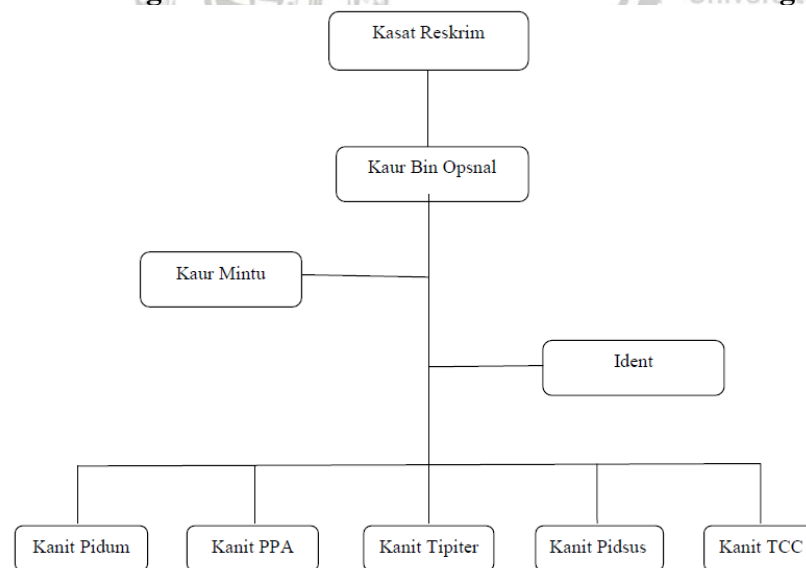 Kasat Reskrim
Kaur Bin Opsnal
Kaur Mintu
Ident
Kanit Pidum
Kanit PPA
Kanit Tipiter
Kanit Pidsus
Kanit TCC